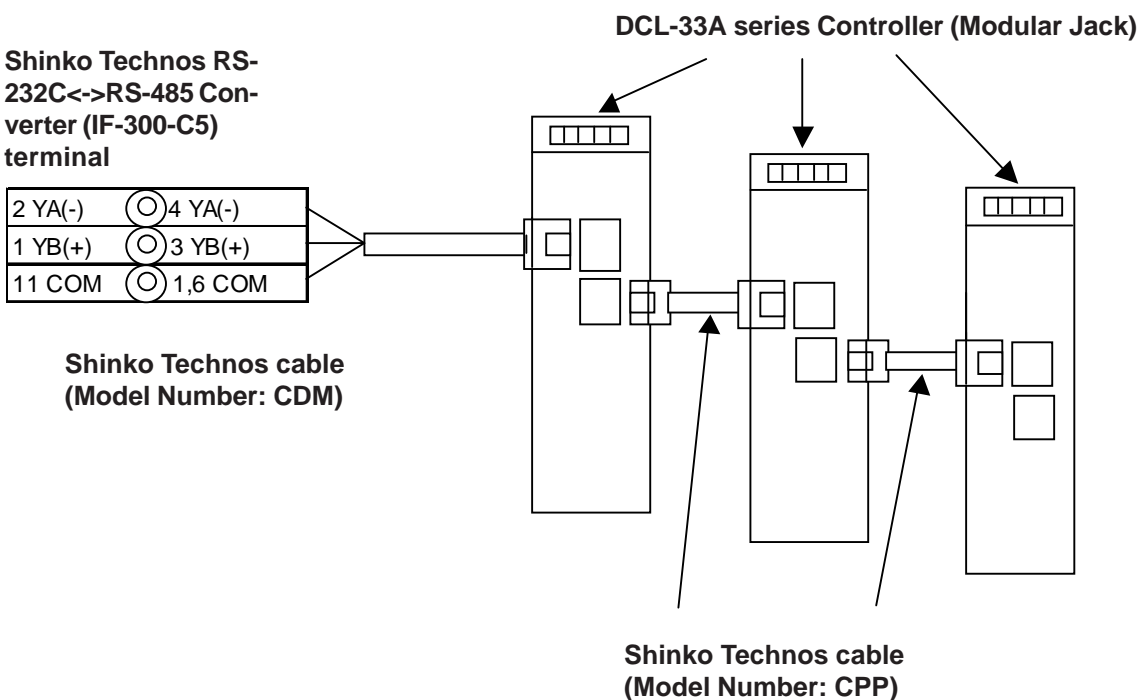 DCL-33A series Controller (Modular Jack)
Shinko Technos RS-
232C<->RS-485 Con-
verter (IF-300-C5)
terminal
2 YA(-) 4 YA(-)
1 YB(+) 3 YB(+)
11 COM 1,6 COM
Shinko Technos cable
(Model Number: CDM)
Shinko Technos cable
(Model Number: CPP)